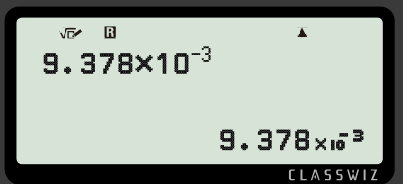 √▭ R ▲
9.378×10⁻³
9.378×10⁻³
CLASSWIZ